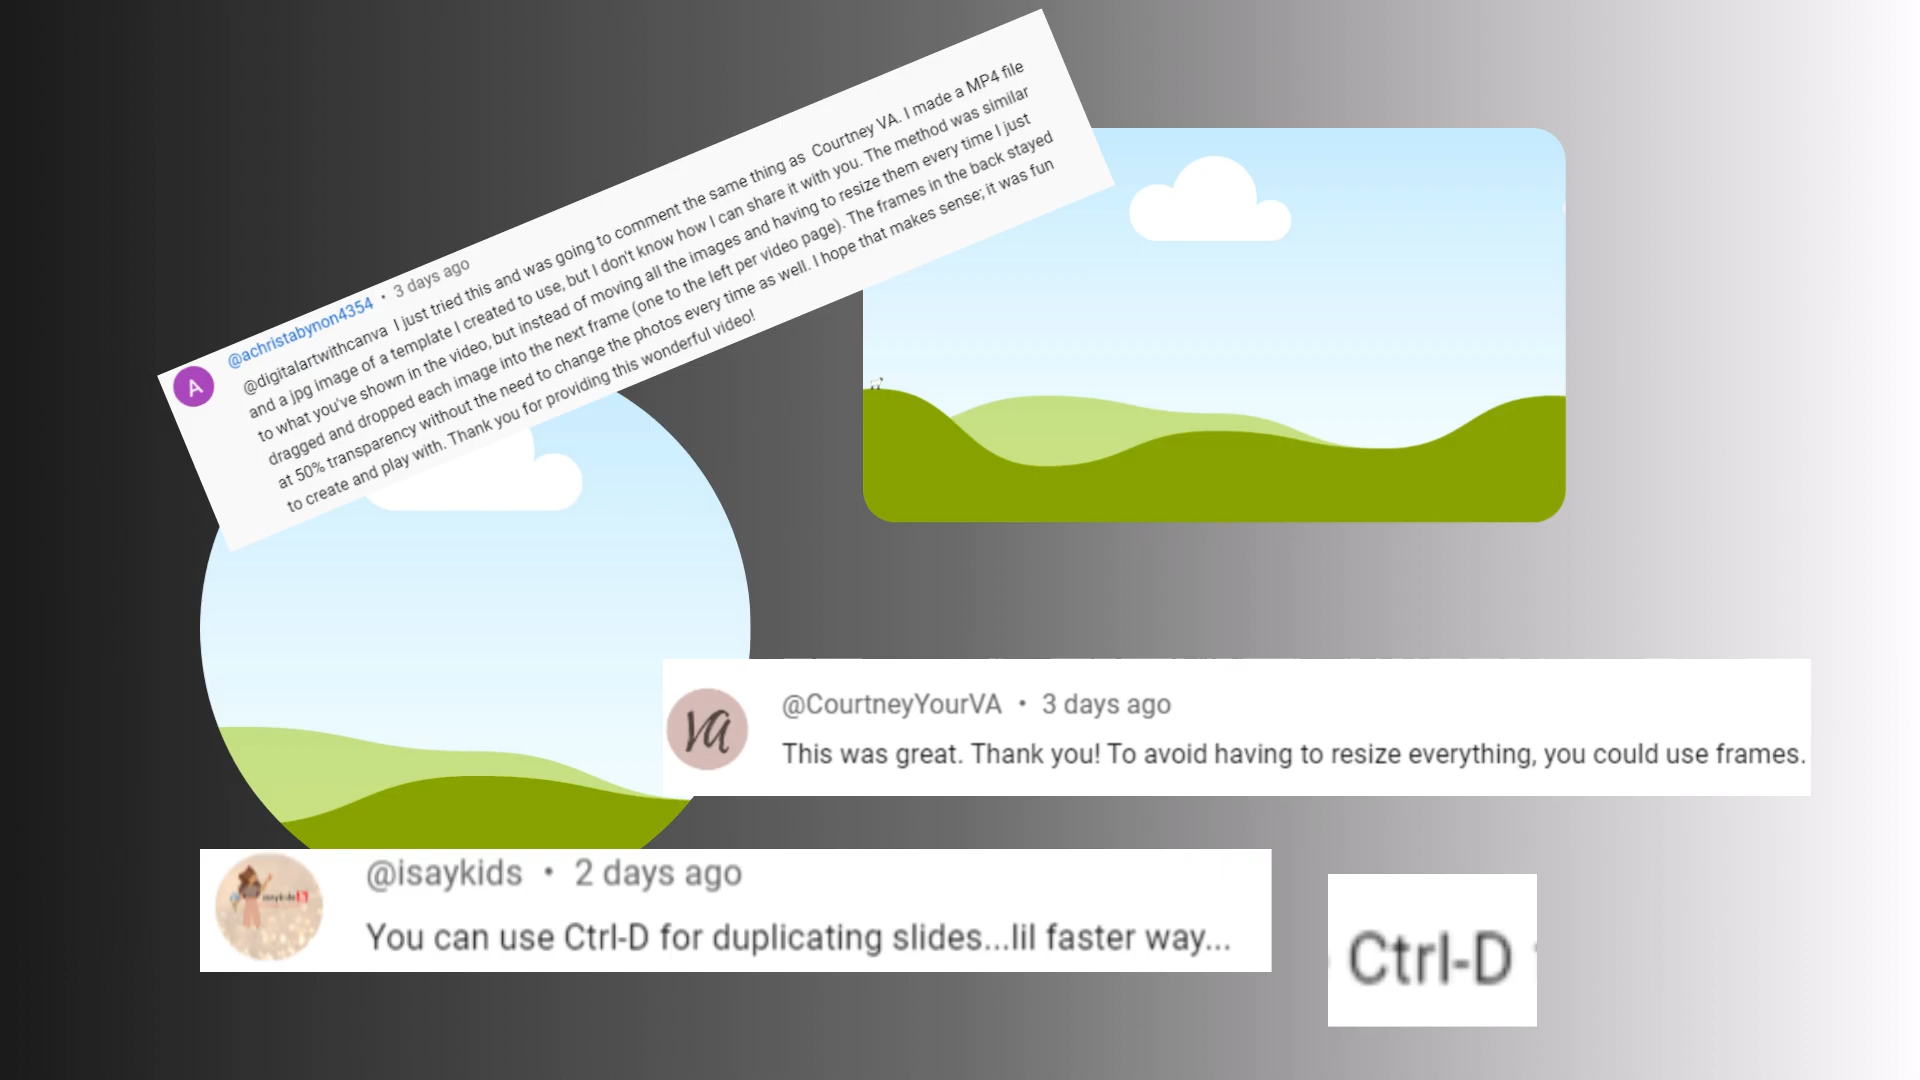 @achristabynon4354 • 3 days ago
@digitalartwithcanva I just tried this and was going to comment the same thing as Courtney VA. I made a MP4 file
and a jpg image of a template I created to use, but I don't know how I can share it with you. The method was similar
to what you've shown in the video, but instead of moving all the images and having to resize them every time I just
dragged and dropped each image into the next frame (one to the left per video page). The frames in the back stayed
at 50% transparency without the need to change the photos every time as well. I hope that makes sense; it was fun
to create and play with. Thank you for providing this wonderful video!
A
VA
@CourtneyYourVA • 3 days ago
This was great. Thank you! To avoid having to resize everything, you could use frames.
@isaykids • 2 days ago
You can use Ctrl-D for duplicating slides...lil faster way...
Ctrl-D